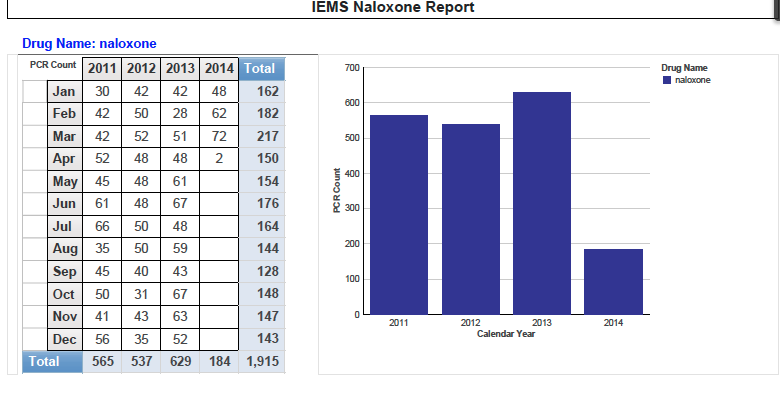 IEMS Naloxone Report
Drug Name: naloxone
PCR Count 2011 2012 2013 2014 Total
Jan 30 42 42 48 162
Feb 42 50 28 62 182
Mar 42 52 51 72 217
Apr 52 48 48 2 150
May 45 48 61 154
Jun 61 48 67 176
Jul 66 50 48 164
Aug 35 50 59 144
Sep 45 40 43 128
Oct 50 31 67 148
Nov 41 43 63 147
Dec 56 35 52 143
Total 565 537 629 184 1,915
700
600
500
400
300
200
100
0
PCR Count
2011 2012 2013 2014
Calendar Year
Drug Name
naloxone